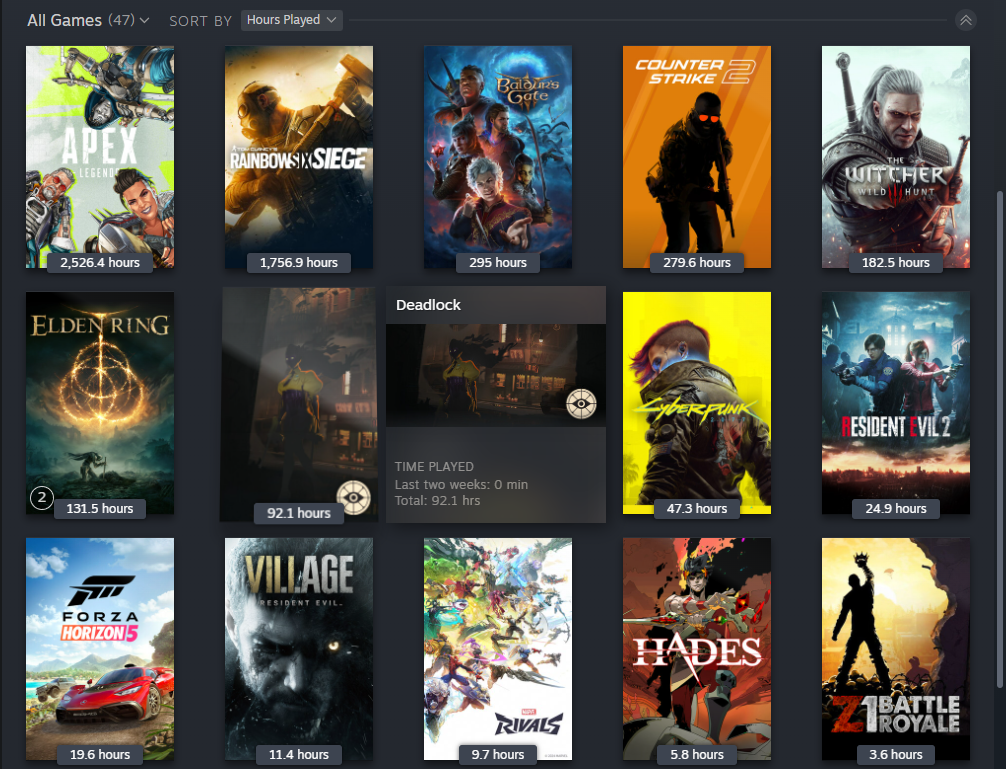 All Games (47) SORT BY Hours Played
APEX
LEGENDS
TOM CLANCY'S
RAINBOW SIX SIEGE
BALDUR'S
GATE
COUNTER
STRIKE 2
THE
WITCHER
WILD HUNT
2,526.4 hours
1,756.9 hours
295 hours
279.6 hours
182.5 hours
ELDEN RING
2
131.5 hours
92.1 hours
Deadlock
TIME PLAYED
Last two weeks: 0 min
Total: 92.1 hrs
Cyberpunk
47.3 hours
RESIDENT EVIL 2
24.9 hours
FORZA
HORIZON 5
19.6 hours
VILLAGE
RESIDENT EVIL
11.4 hours
MARVEL
RIVALS
9.7 hours
HADES
5.8 hours
Z1 BATTLE
ROYALE
3.6 hours